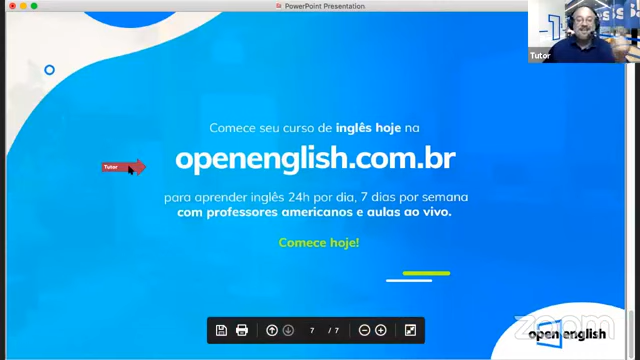 PowerPoint Presentation
Tutor
Comece seu curso de inglês hoje na
Tutor
openenglish.com.br
para aprender inglês 24h por dia, 7 dias por semana
com professores americanos e aulas ao vivo.
Comece hoje!
7 / 7
zoom
open english